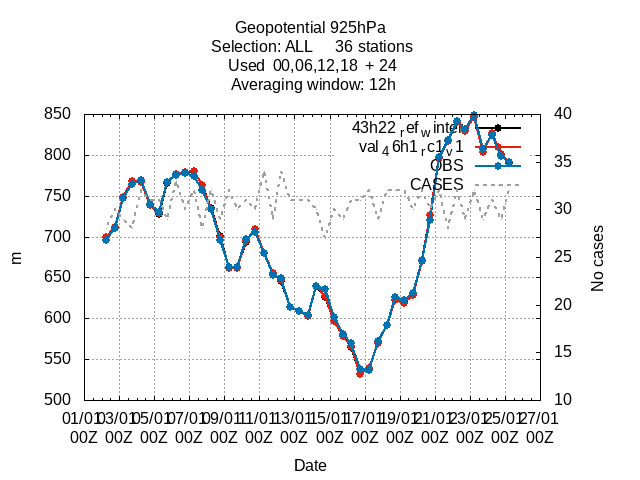 Geopotential 925hPa
Selection: ALL 36 stations
Used 00,06,12,18 + 24
Averaging window: 12h
850
800
750
700
650
600
550
500
m
40
35
30
25
20
15
10
No cases
43h22_ref_winter
val_46h1_rc1_v1
OBS
CASES
01/01 03/01 05/01 07/01 09/01 11/01 13/01 15/01 17/01 19/01 21/01 23/01 25/01 27/01
00Z 00Z 00Z 00Z 00Z 00Z 00Z 00Z 00Z 00Z 00Z 00Z 00Z 00Z
Date